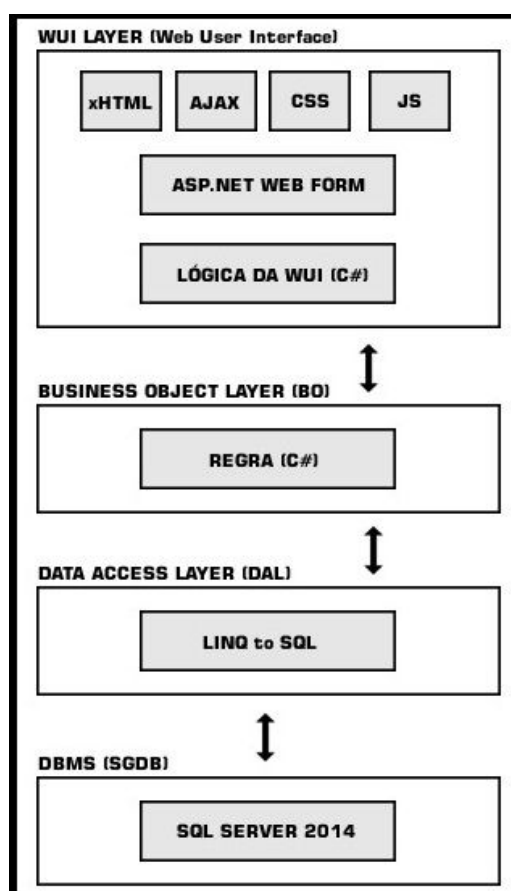 WUI LAYER (Web User Interface)
xHTML AJAX CSS JS
ASP.NET WEB FORM
LÓGICA DA WUI (C#)
BUSINESS OBJECT LAYER (BO)
REGRA (C#)
DATA ACCESS LAYER (DAL)
LINQ to SQL
DBMS (SGDB)
SQL SERVER 2014